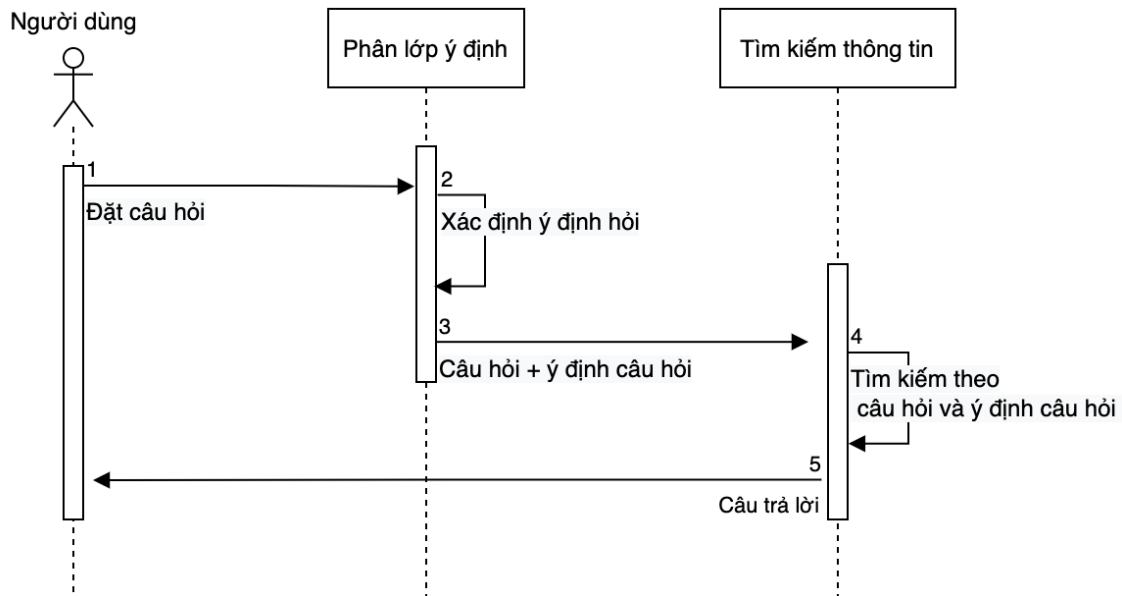 Người dùng
Phân lớp ý định
Tìm kiếm thông tin
1
Đặt câu hỏi
2
Xác định ý định hỏi
3
Câu hỏi + ý định câu hỏi
4
Tìm kiếm theo
câu hỏi và ý định câu hỏi
5
Câu trả lời